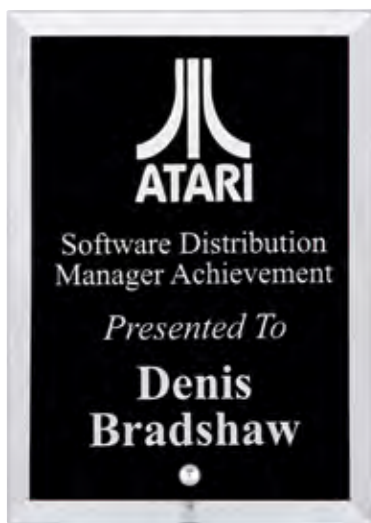 ATARI
Software Distribution
Manager Achievement
Presented To
Denis
Bradshaw